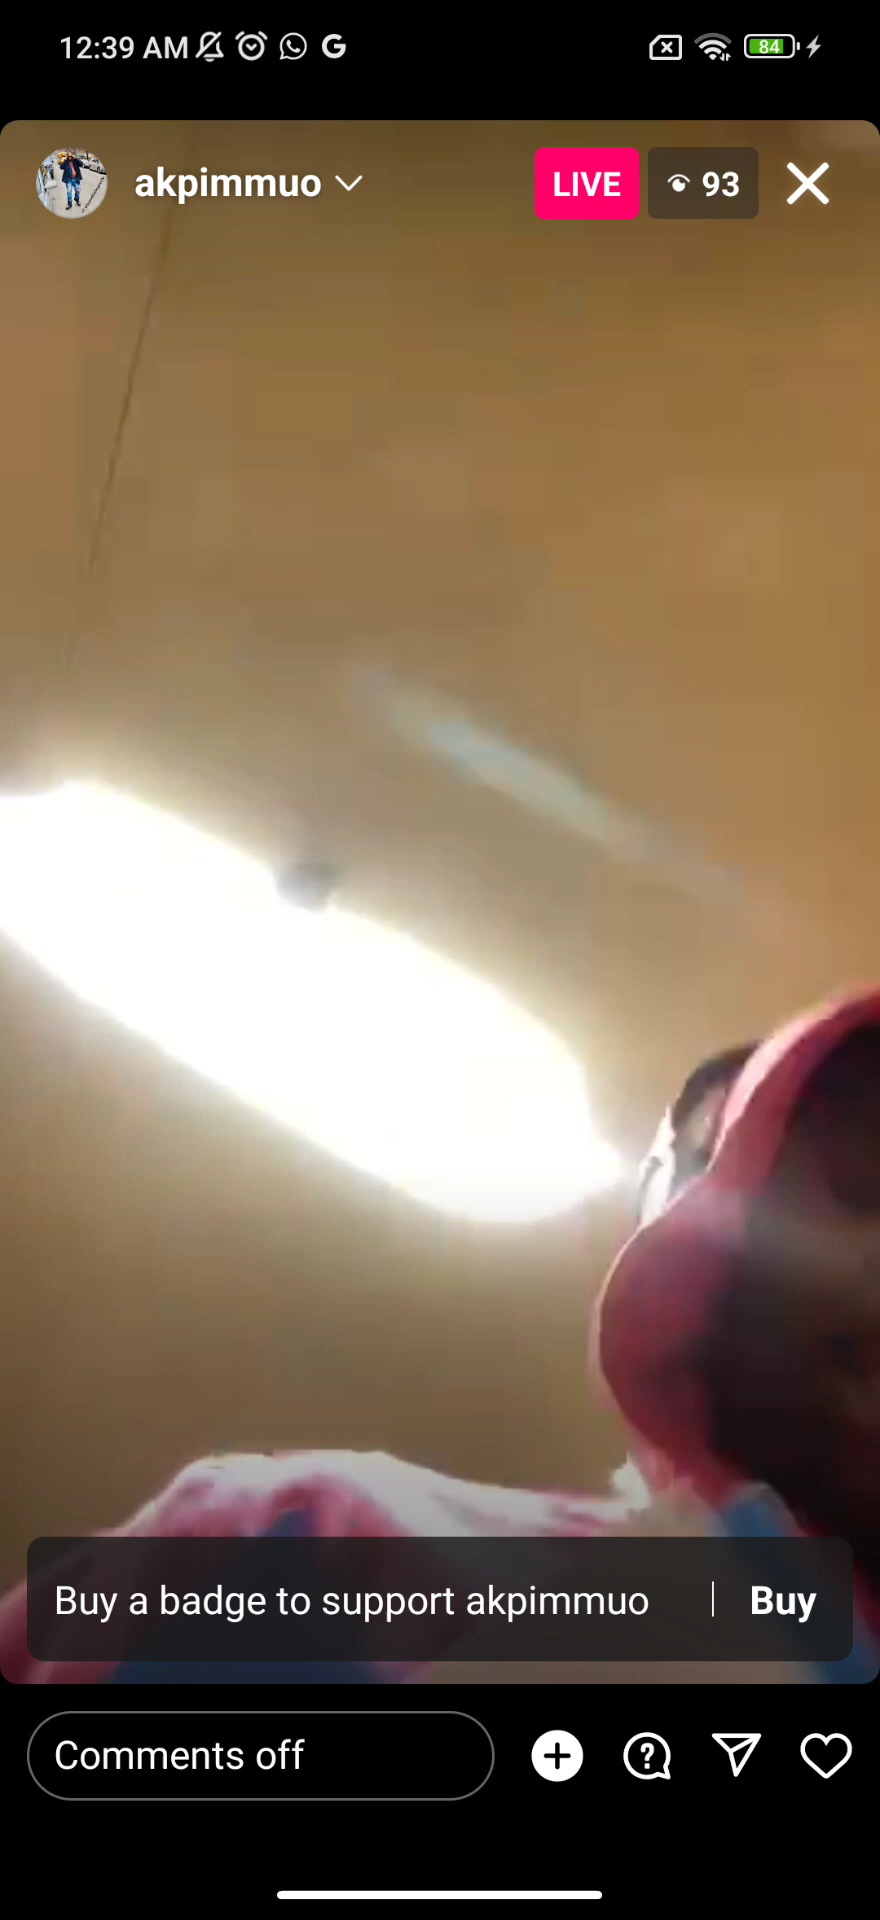 12:39 AM
84
akpimmuo
LIVE
93
Buy a badge to support akpimmuo
Buy
Comments off